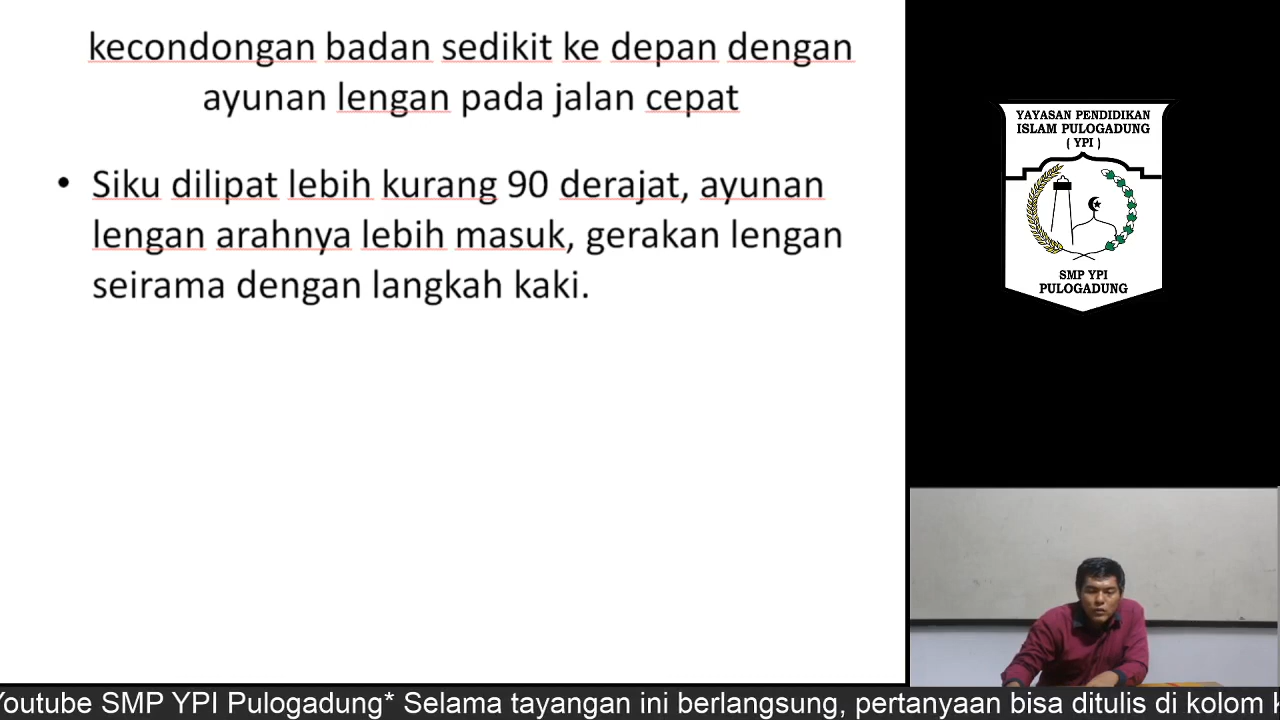 kecondongan badan sedikit ke depan dengan
ayunan lengan pada jalan cepat
• Siku dilipat lebih kurang 90 derajat, ayunan
lengan arahnya lebih masuk, gerakan lengan
seirama dengan langkah kaki.
YAYASAN PENDIDIKAN
ISLAM PULOGADUNG
( YPI )
SMP YPI
PULOGADUNG
Youtube SMP YPI Pulogadung* Selama tayangan ini berlangsung, pertanyaan bisa ditulis di kolom